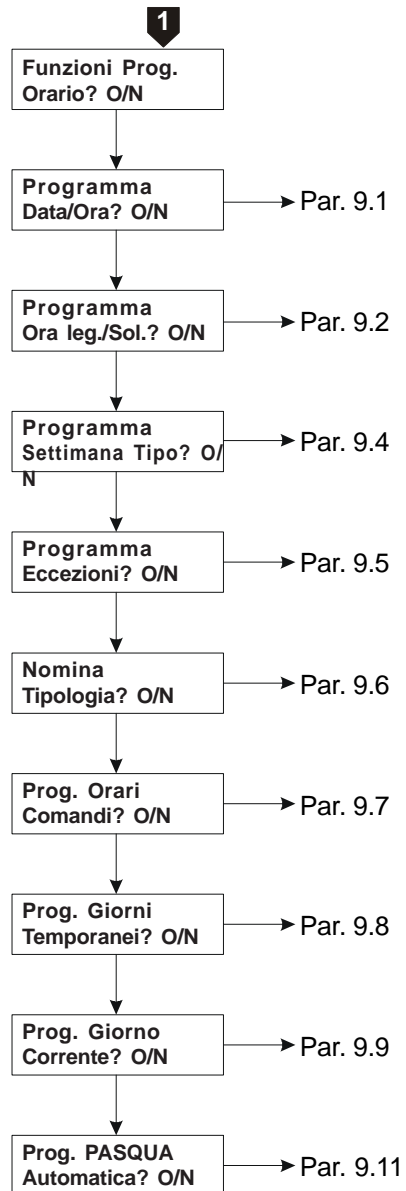 1
Funzioni Prog.
Orario? O/N
Programma
Data/Ora? O/N
Par. 9.1
Programma
Ora leg./Sol.? O/N
Par. 9.2
Programma
Settimana Tipo? O/
N
Par. 9.4
Programma
Eccezioni? O/N
Par. 9.5
Nomina
Tipologia? O/N
Par. 9.6
Prog. Orari
Comandi? O/N
Par. 9.7
Prog. Giorni
Temporanei? O/N
Par. 9.8
Prog. Giorno
Corrente? O/N
Par. 9.9
Prog. PASQUA
Automatica? O/N
Par. 9.11